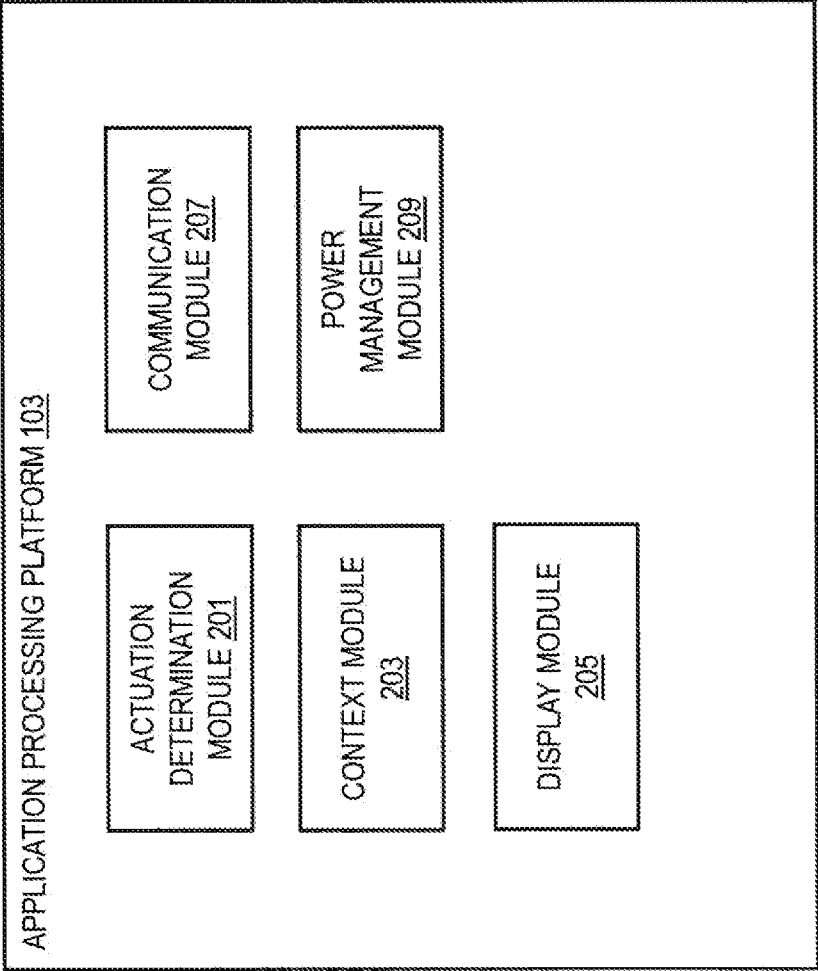 APPLICATION PROCESSING PLATFORM 103
ACTUATION
DETERMINATION
MODULE 201
CONTEXT MODULE
203
DISPLAY MODULE
205
COMMUNICATION
MODULE 207
POWER
MANAGEMENT
MODULE 209